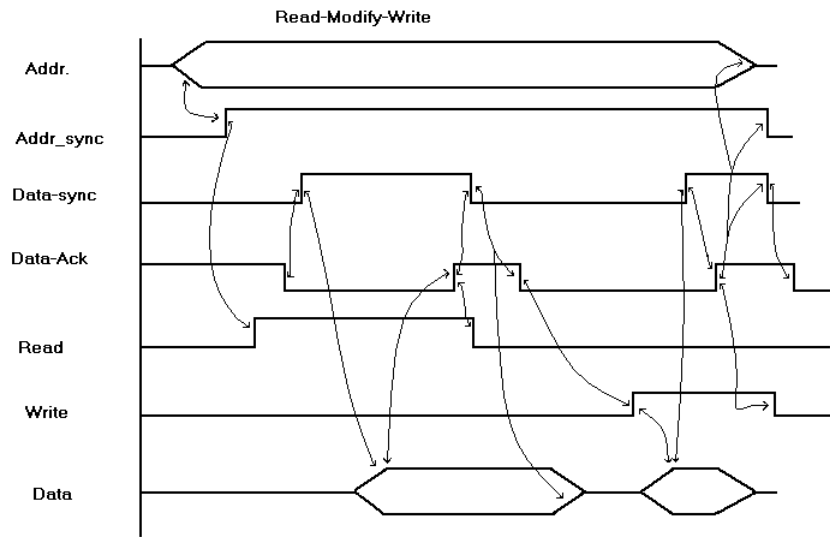 Read-Modify-Write
Addr.
Addr_sync
Data-sync
Data-Ack
Read
Write
Data